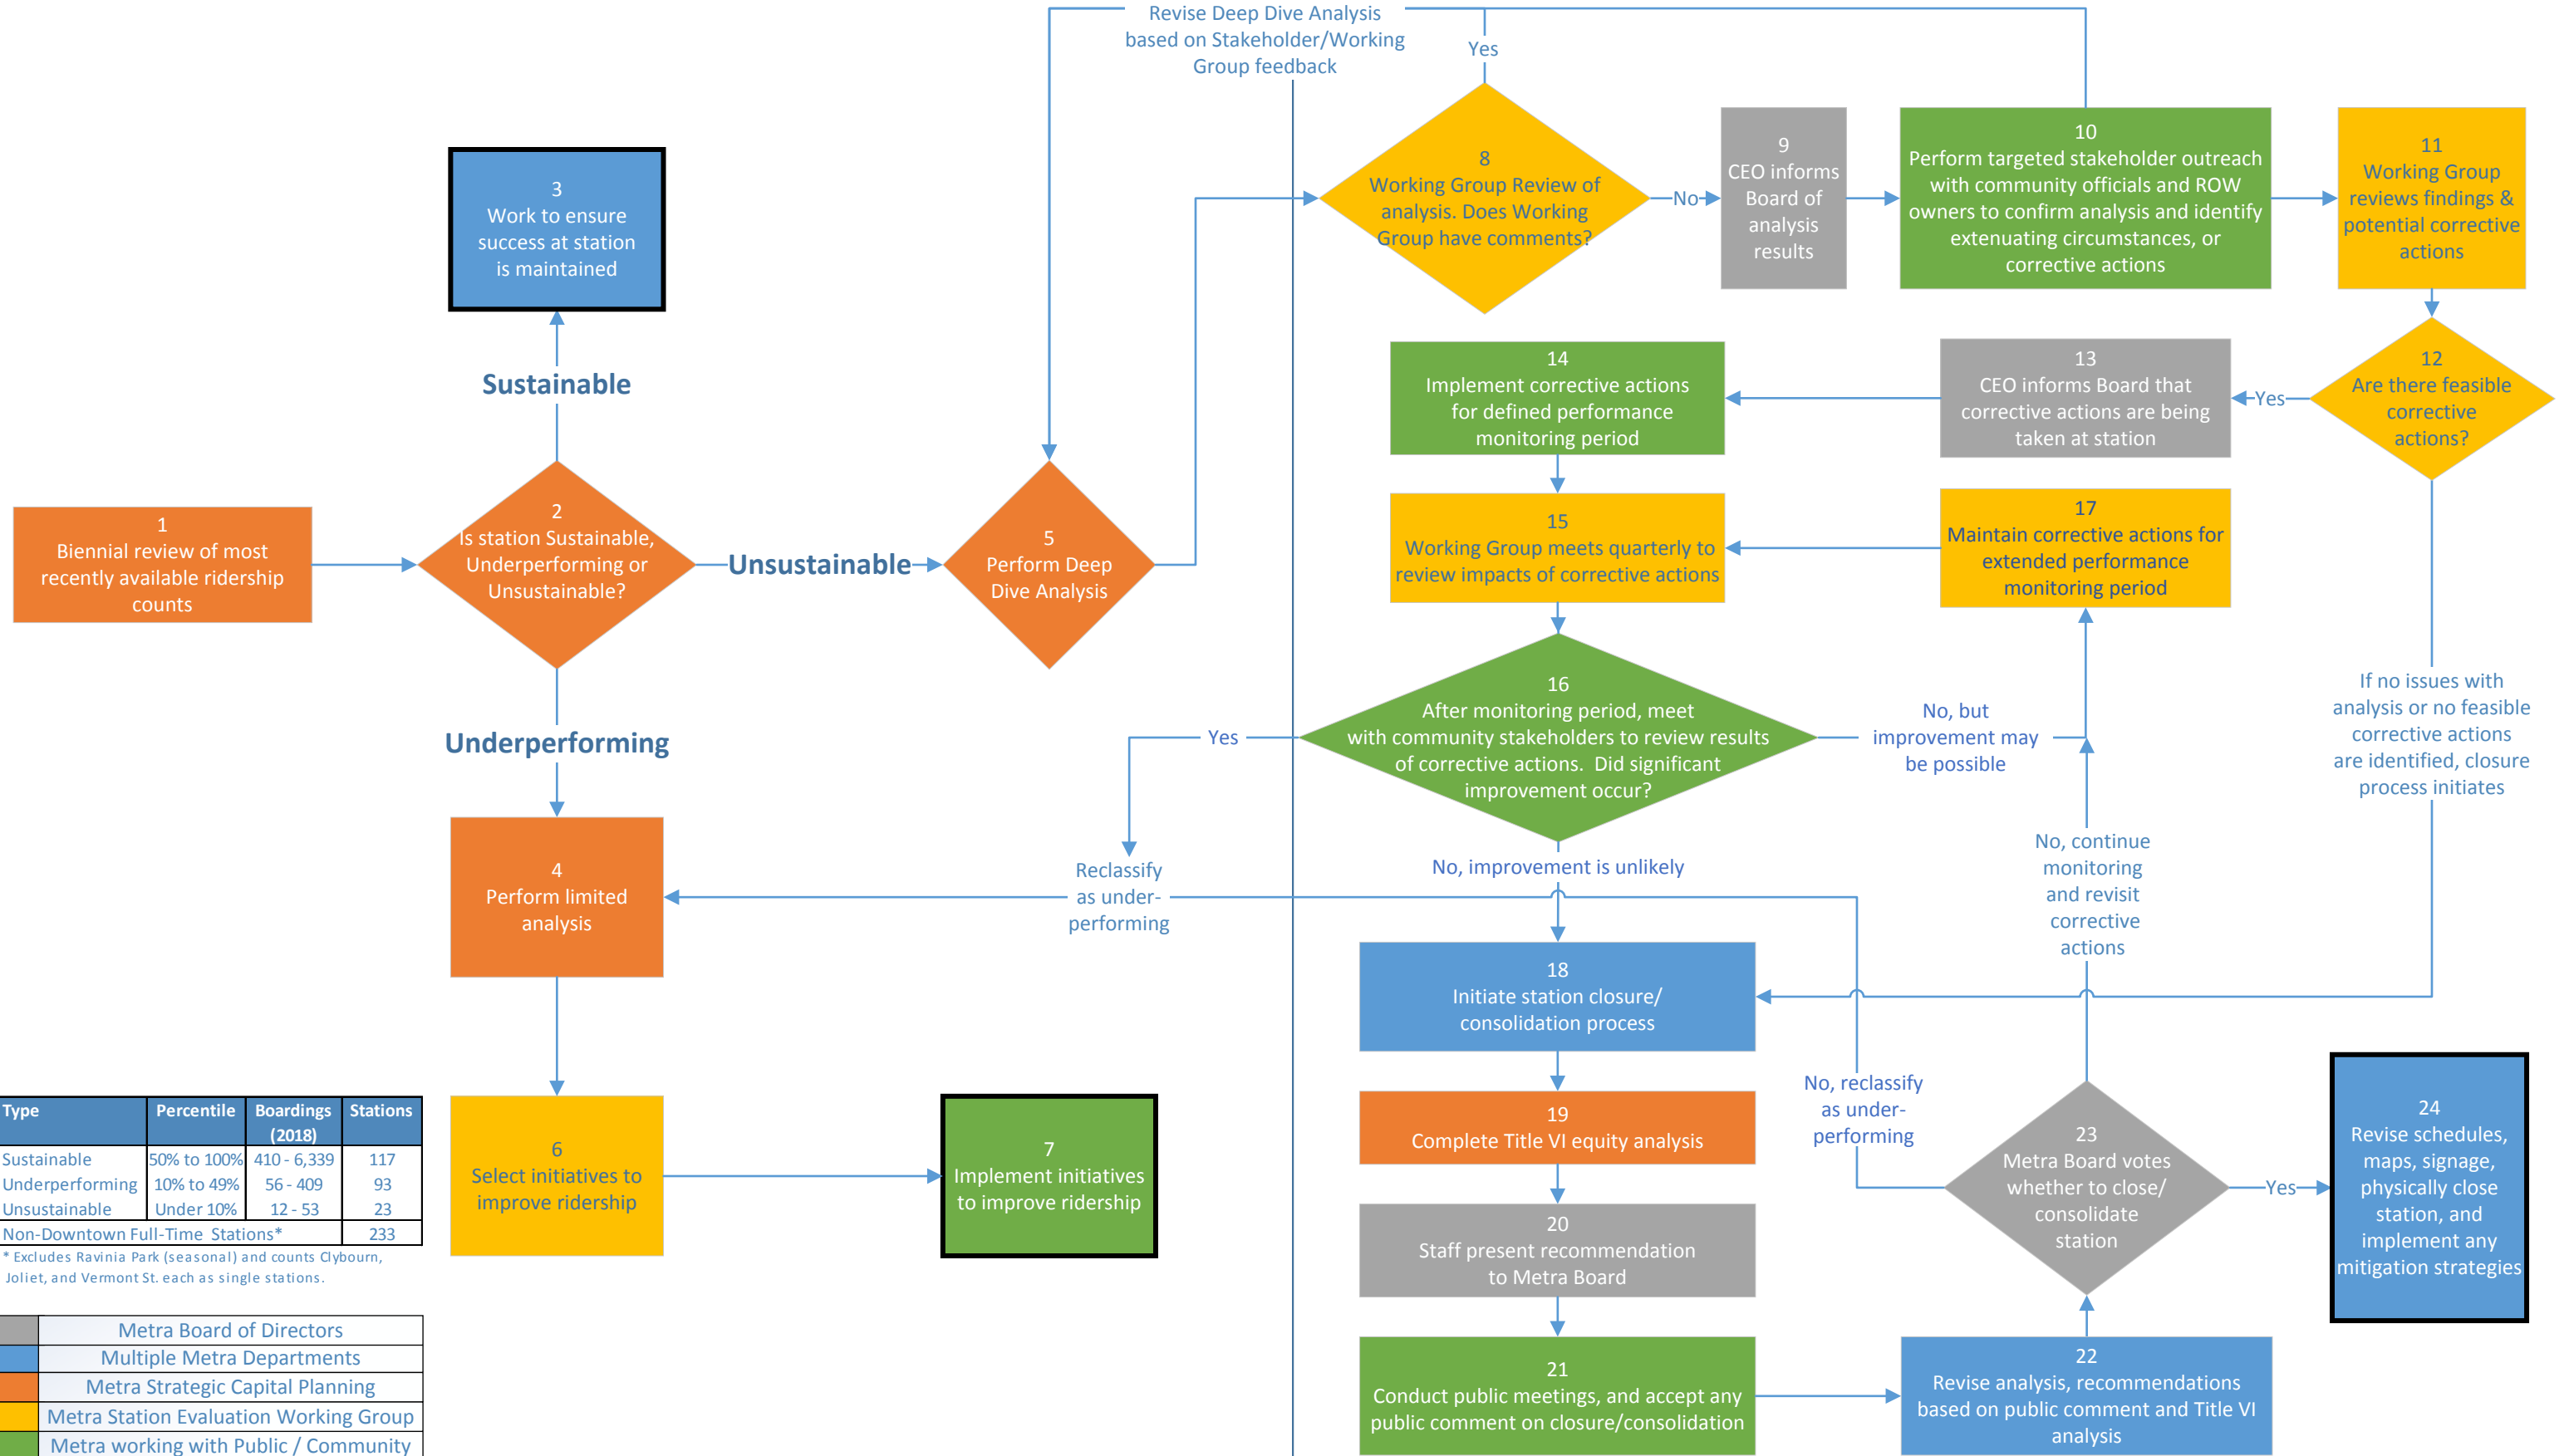 Revise Deep Dive Analysis
based on Stakeholder/Working
Group feedback
Yes
3
Work to ensure
success at station
is maintained
8
Working Group Review of
analysis. Does Working
Group have comments?
No
9
CEO informs
Board of
analysis
results
10
Perform targeted stakeholder outreach
with community officials and ROW
owners to confirm analysis and identify
extenuating circumstances, or
corrective actions
11
Working Group
reviews findings &
potential corrective
actions
Sustainable
14
Implement corrective actions
for defined performance
monitoring period
13
CEO informs Board that
corrective actions are being
taken at station
Yes
12
Are there feasible
corrective
actions?
1
Biennial review of most
recently available ridership
counts
2
Is station Sustainable,
Underperforming or
Unsustainable?
Unsustainable
5
Perform Deep
Dive Analysis
15
Working Group meets quarterly to
review impacts of corrective actions
17
Maintain corrective actions for
extended performance
monitoring period
Underperforming
Yes
16
After monitoring period, meet
with community stakeholders to review results
of corrective actions. Did significant
improvement occur?
No, but
improvement may
be possible
If no issues with
analysis or no feasible
corrective actions
are identified, closure
process initiates
4
Perform limited
analysis
Reclassify
as under-
performing
No, improvement is unlikely
No, continue
monitoring
and revisit
corrective
actions
18
Initiate station closure/
consolidation process
No, reclassify
as under-
performing
19
Complete Title VI equity analysis
6
Select initiatives to
improve ridership
7
Implement initiatives
to improve ridership
20
Staff present recommendation
to Metra Board
23
Metra Board votes
whether to close/
consolidate
station
Yes
24
Revise schedules,
maps, signage,
physically close
station, and
implement any
mitigation strategies
21
Conduct public meetings, and accept any
public comment on closure/consolidation
22
Revise analysis, recommendations
based on public comment and Title VI
analysis
Type Percentile Boardings (2018) Stations
Sustainable 50% to 100% 410 - 6,339 117
Underperforming 10% to 49% 56 - 409 93
Unsustainable Under 10% 12 - 53 23
Non-Downtown Full-Time Stations* 233
* Excludes Ravinia Park (seasonal) and counts Clybourn,
Joliet, and Vermont St. each as single stations.
Metra Board of Directors
Multiple Metra Departments
Metra Strategic Capital Planning
Metra Station Evaluation Working Group
Metra working with Public / Community